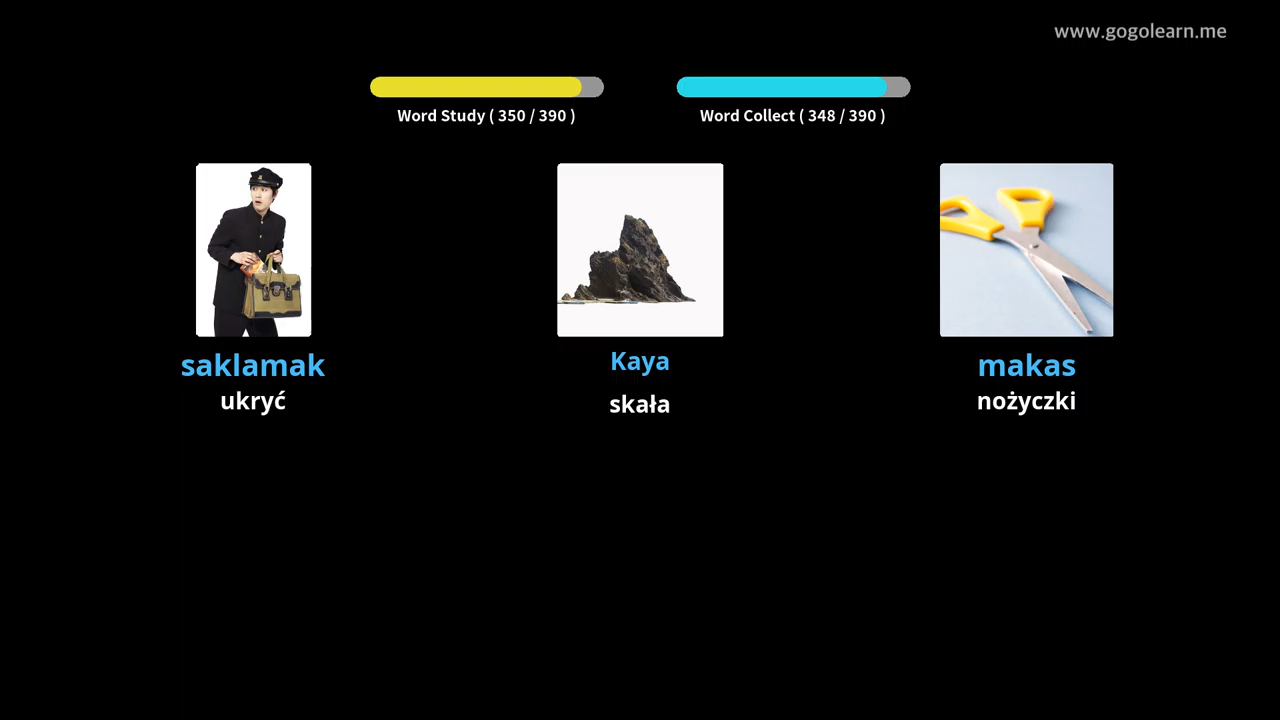 www.gogolearn.me
Word Study ( 350 / 390 )
Word Collect ( 348 / 390 )
saklamak
ukryć
Kaya
skała
makas
nożyczki